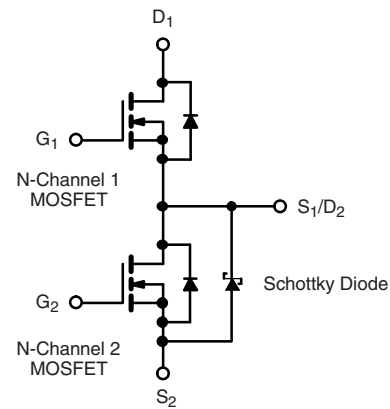 D1
G1
N-Channel 1
MOSFET
S1/D2
Schottky Diode
G2
N-Channel 2
MOSFET
S2